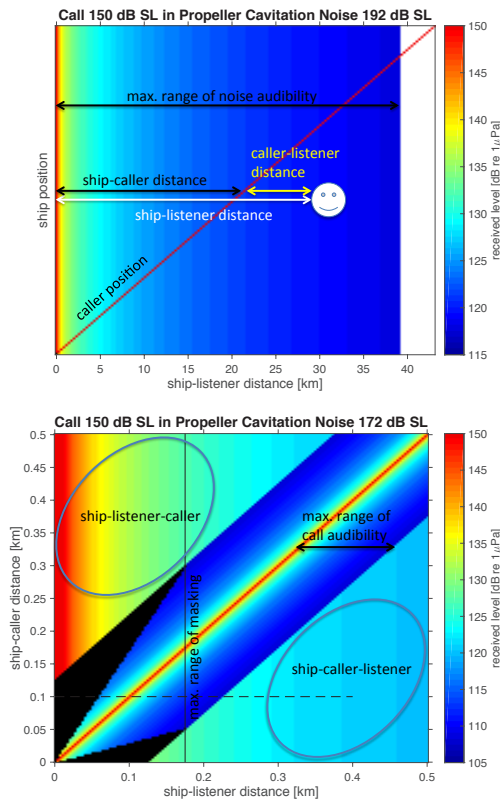 Call 150 dB SL in Propeller Cavitation Noise 192 dB SL
max. range of noise audibility
caller-listener
distance
ship-caller distance
ship-listener distance
caller position
ship position
0 5 10 15 20 25 30 35 40
ship-listener distance [km]
150
145
140
135
130
125
120
115
received level [dB re 1μPa]
Call 150 dB SL in Propeller Cavitation Noise 172 dB SL
0.5
0.45
0.4
0.35
0.3
0.25
0.2
0.15
0.1
0.05
0
ship-caller distance [km]
ship-listener-caller
max. range of
call audibility
max. range of masking
ship-caller-listener
0 0.1 0.2 0.3 0.4 0.5
ship-listener distance [km]
150
145
140
135
130
125
120
115
110
105
received level [dB re 1μPa]